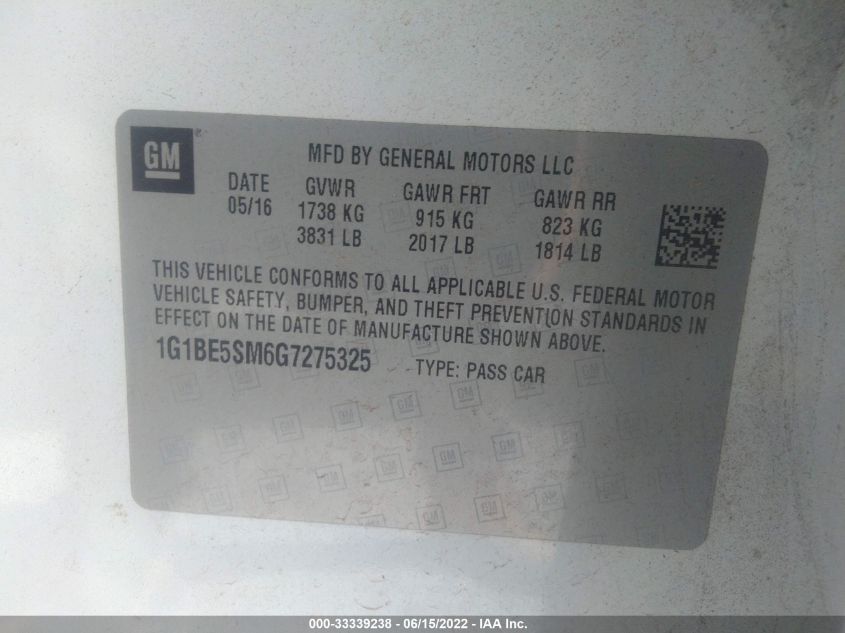 GM
MFD BY GENERAL MOTORS LLC
DATE GVWR GAWR FRT GAWR RR
05/16 1738 KG 915 KG 823 KG
3831 LB 2017 LB 1814 LB
THIS VEHICLE CONFORMS TO ALL APPLICABLE U.S. FEDERAL MOTOR
VEHICLE SAFETY, BUMPER, AND THEFT PREVENTION STANDARDS IN
EFFECT ON THE DATE OF MANUFACTURE SHOWN ABOVE.
1G1BE5SM6G7275325 TYPE: PASS CAR
000-33339238 - 06/15/2022 - IAA Inc.